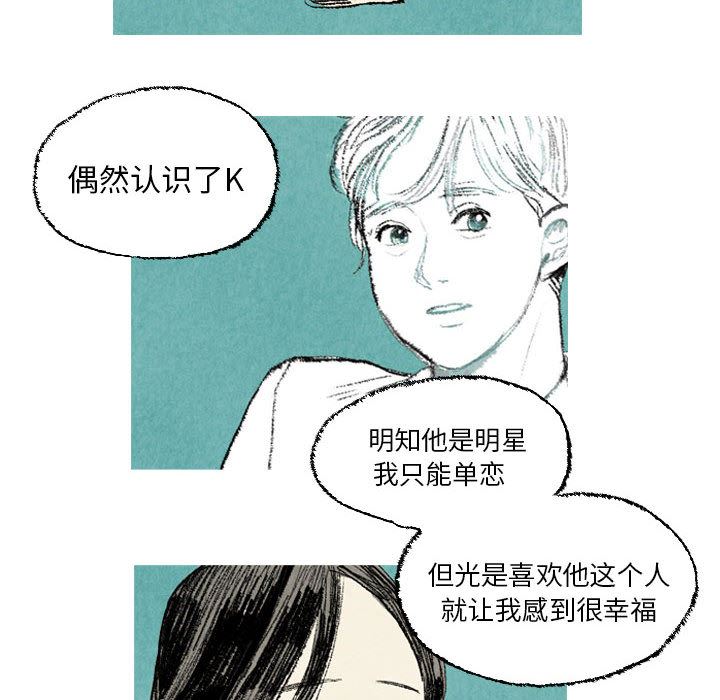 偶然认识了K
明知他是明星
我只能单恋
但光是喜欢他这个人
就让我感到很幸福